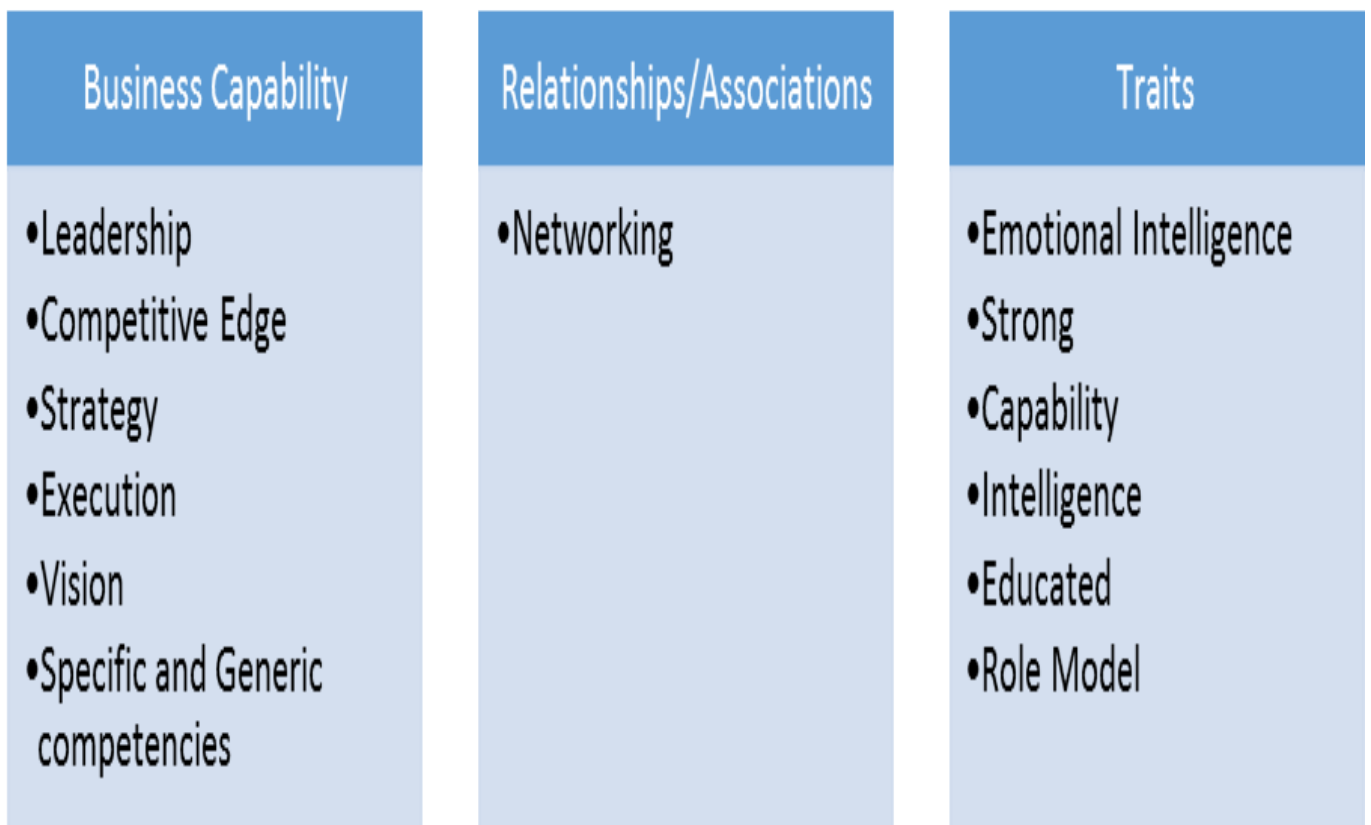 Business Capability
•Leadership
•Competitive Edge
•Strategy
•Execution
•Vision
•Specific and Generic
competencies
Relationships/Associations
•Networking
Traits
•Emotional Intelligence
•Strong
•Capability
•Intelligence
•Educated
•Role Model